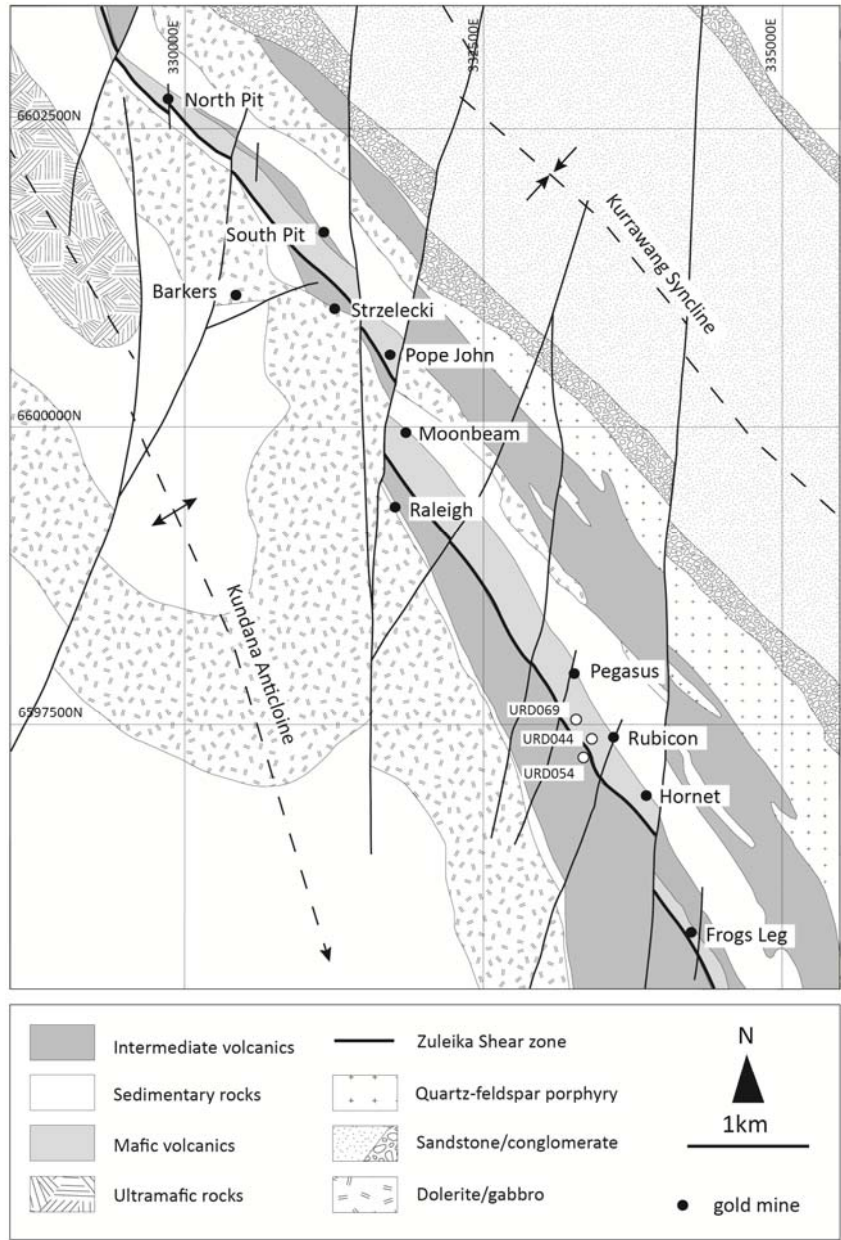 330000E
332500E
335000E
North Pit
6602500N
Kurrawang Syncline
South Pit
Barkers
Strzelecki
Pope John
6600000N
Moonbeam
Raleigh
Kundana Anticloine
Pegasus
URD069
6597500N
URD044
Rubicon
URD054
Hornet
Frogs Leg
Intermediate volcanics
Zuleika Shear zone
N
Sedimentary rocks
Quartz-feldspar porphyry
1km
Mafic volcanics
Sandstone/conglomerate
Ultramafic rocks
Dolerite/gabbro
gold mine